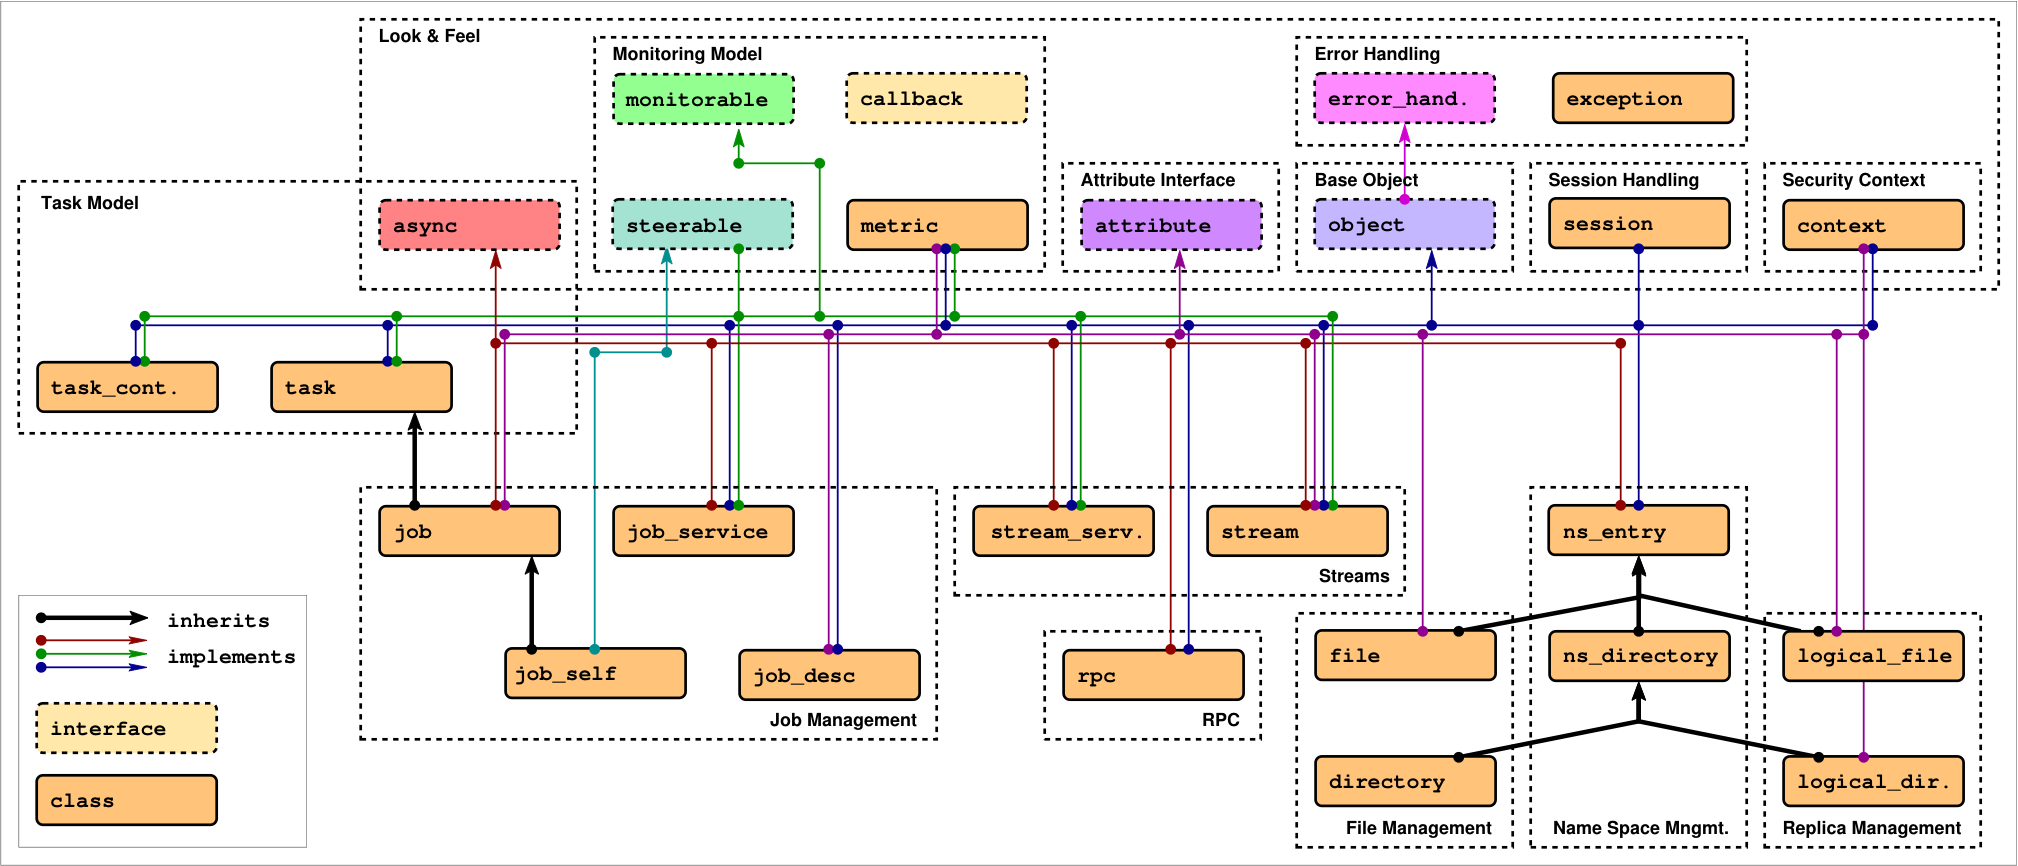 Look & Feel
Monitoring Model
Error Handling
monitorable
callback
error_hand.
exception
Task Model
Attribute Interface
Base Object
Session Handling
Security Context
async
steerable
metric
attribute
object
session
context
task_cont.
task
job
job_service
stream_serv.
stream
ns_entry
Streams
inherits
implements
interface
class
job_self
job_desc
Job Management
rpc
RPC
file
ns_directory
logical_file
directory
logical_dir.
File Management
Name Space Mngmt.
Replica Management